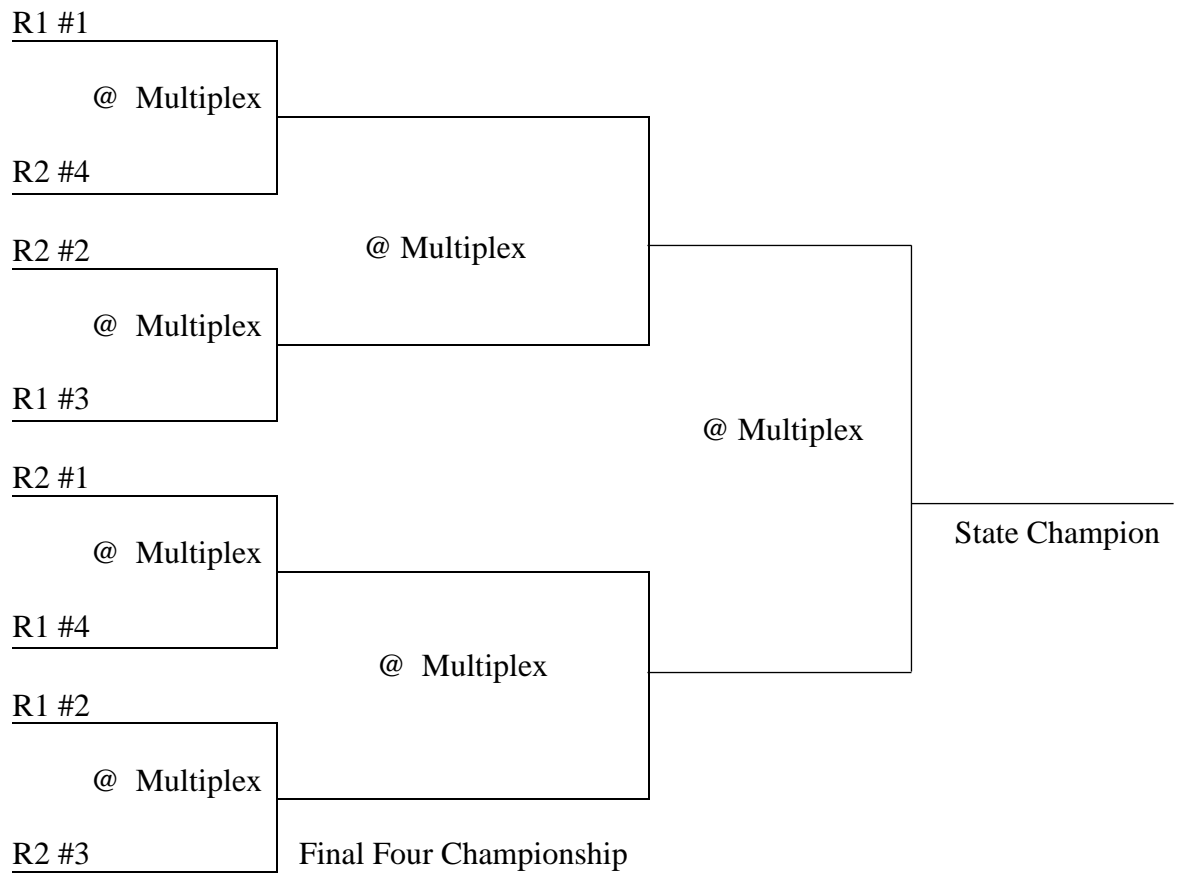 R1 #1
@ Multiplex
R2 #4
R2 #2
@ Multiplex
@ Multiplex
R1 #3
@ Multiplex
R2 #1
State Champion
@ Multiplex
R1 #4
@ Multiplex
R1 #2
@ Multiplex
R2 #3
Final Four Championship